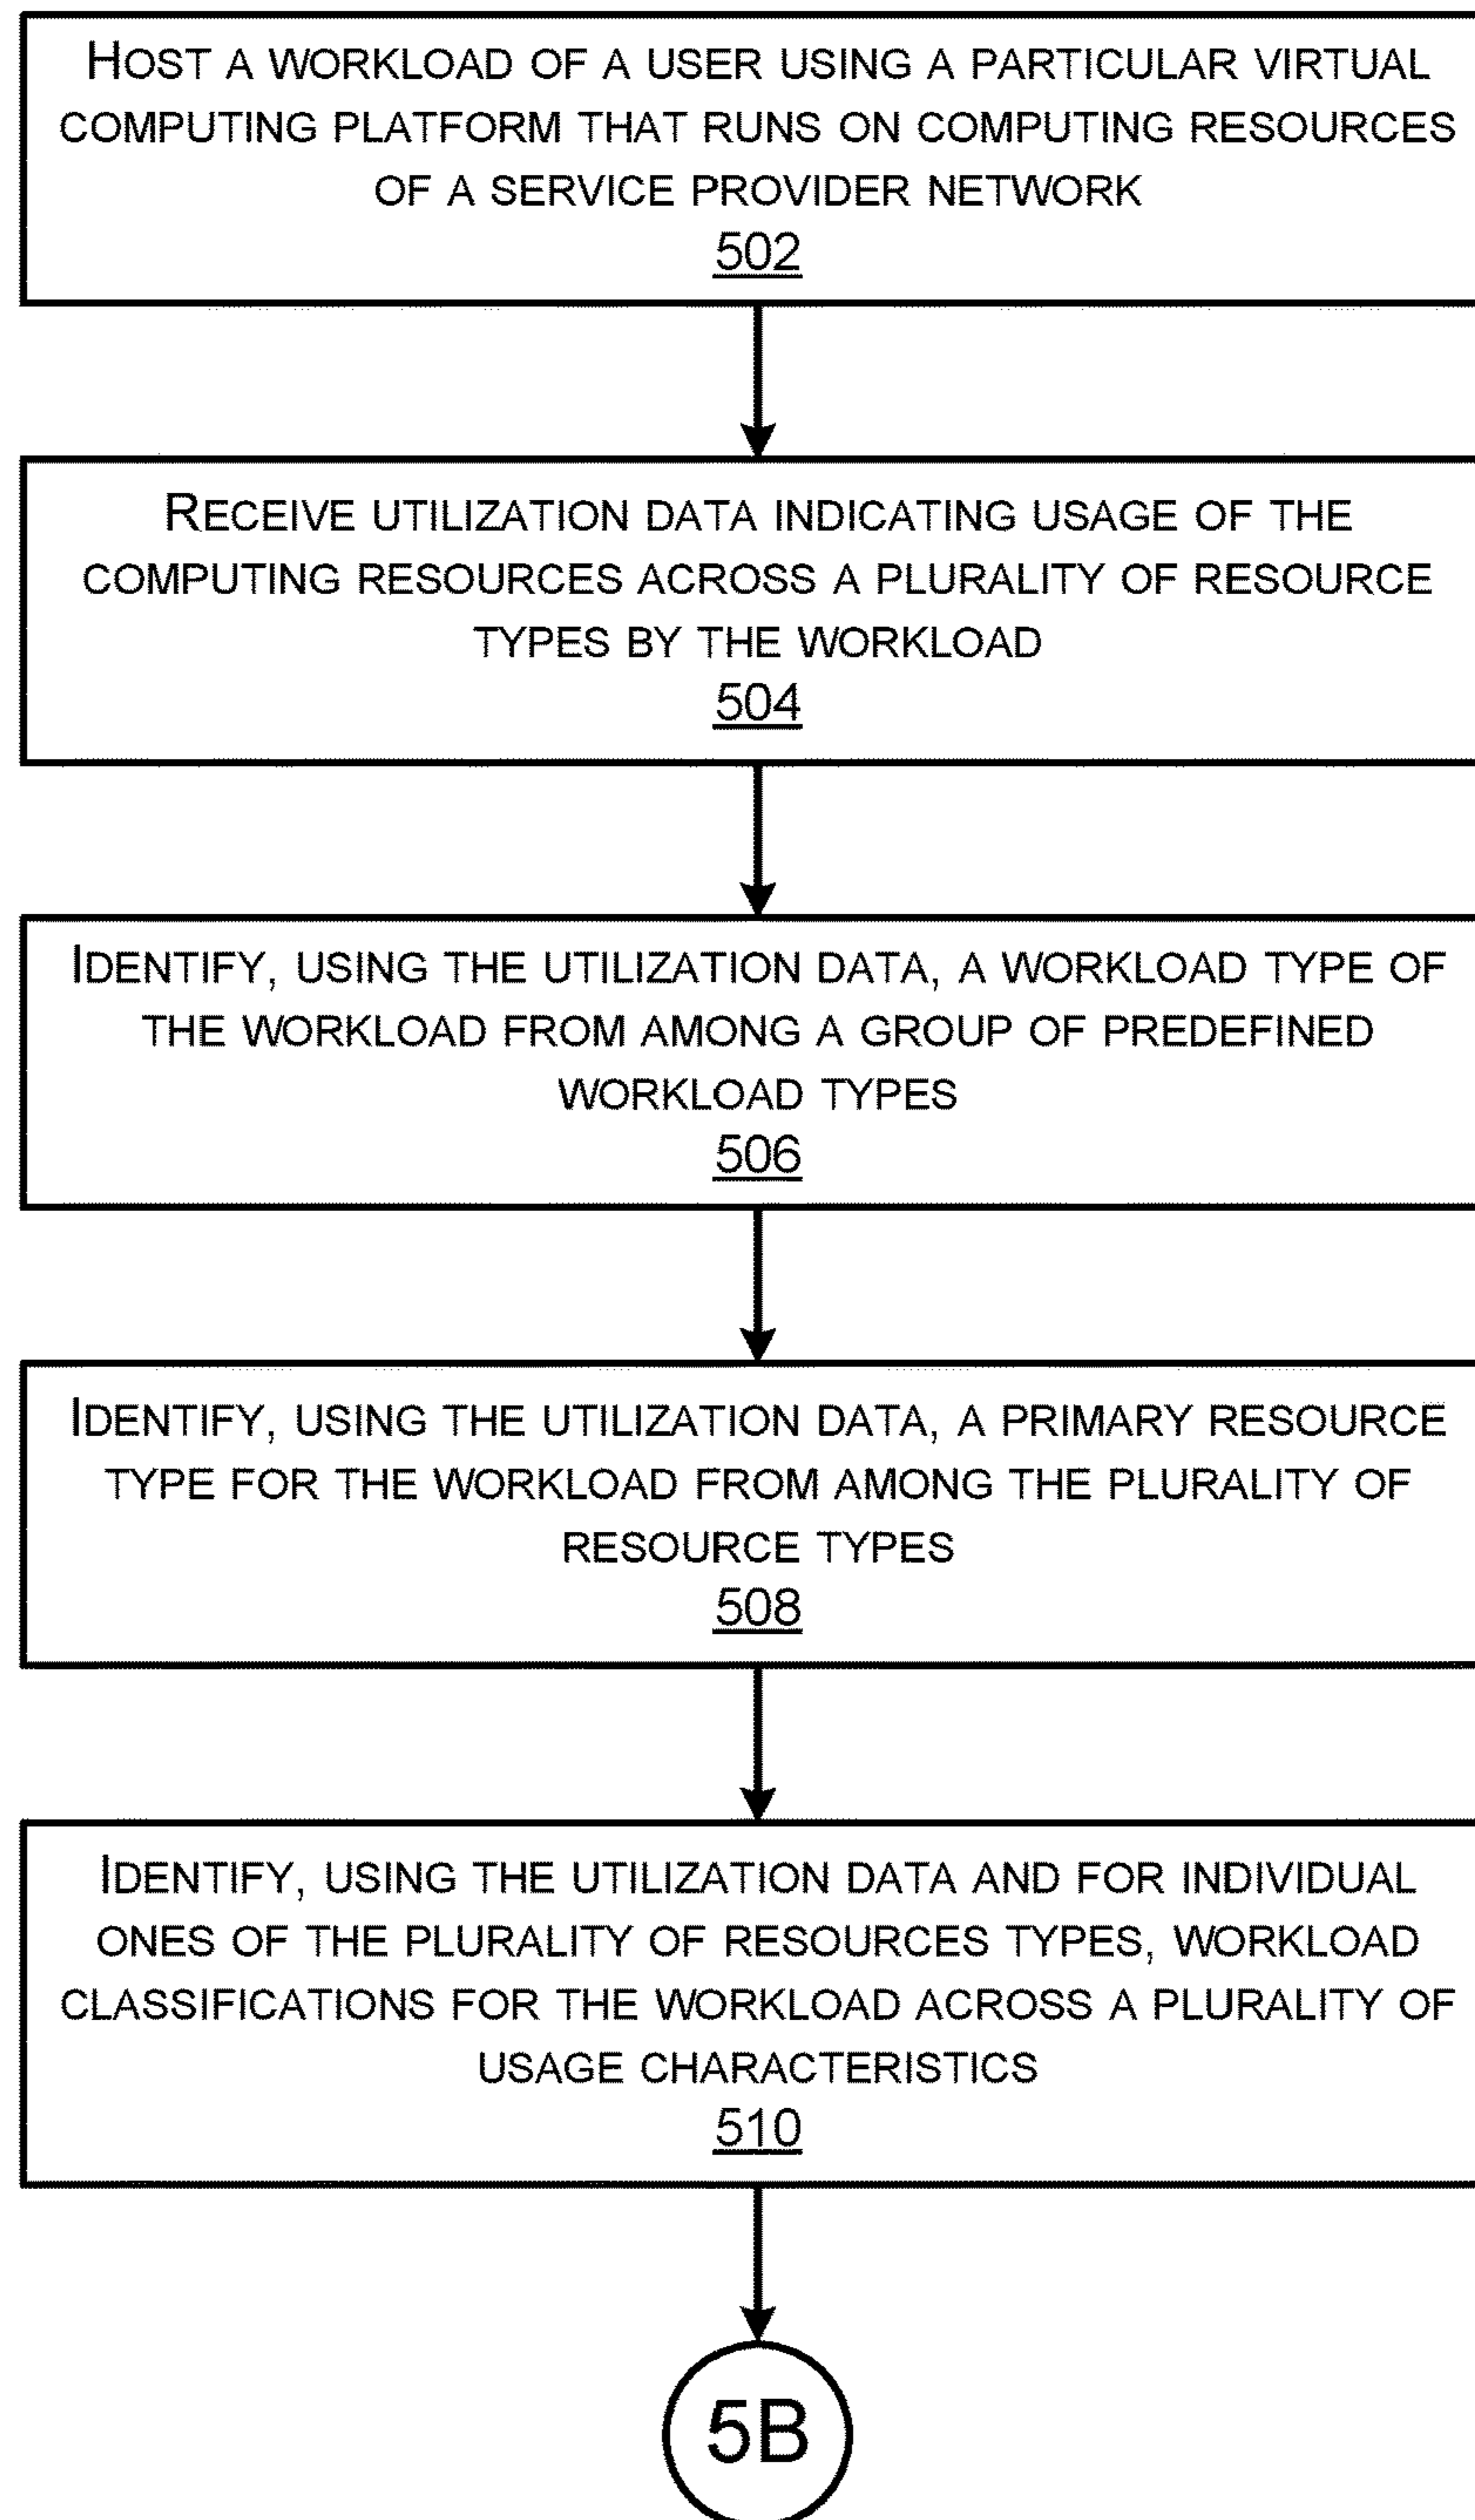 HOST A WORKLOAD OF A USER USING A PARTICULAR VIRTUAL
COMPUTING PLATFORM THAT RUNS ON COMPUTING RESOURCES
OF A SERVICE PROVIDER NETWORK
502
RECEIVE UTILIZATION DATA INDICATING USAGE OF THE
COMPUTING RESOURCES ACROSS A PLURALITY OF RESOURCE
TYPES BY THE WORKLOAD
504
IDENTIFY, USING THE UTILIZATION DATA, A WORKLOAD TYPE OF
THE WORKLOAD FROM AMONG A GROUP OF PREDEFINED
WORKLOAD TYPES
506
IDENTIFY, USING THE UTILIZATION DATA, A PRIMARY RESOURCE
TYPE FOR THE WORKLOAD FROM AMONG THE PLURALITY OF
RESOURCE TYPES
508
IDENTIFY, USING THE UTILIZATION DATA AND FOR INDIVIDUAL
ONES OF THE PLURALITY OF RESOURCES TYPES, WORKLOAD
CLASSIFICATIONS FOR THE WORKLOAD ACROSS A PLURALITY OF
USAGE CHARACTERISTICS
510
5B